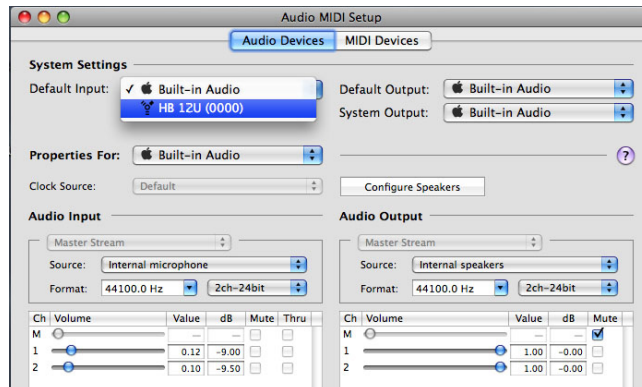 Audio MIDI Setup
Audio Devices MIDI Devices
System Settings
Default Input: ✓ Built-in Audio
HB 12U (0000)
Default Output: Built-in Audio
System Output: Built-in Audio
Properties For: Built-in Audio ?
Clock Source: Default
Configure Speakers
Audio Input
Master Stream
Source: Internal microphone
Format: 44100.0 Hz 2ch-24bit
Ch Volume Value dB Mute Thru
M — —
1 0.12 -9.00
2 0.10 -9.50
Audio Output
Master Stream
Source: Internal speakers
Format: 44100.0 Hz 2ch-24bit
Ch Volume Value dB Mute
M — —
1 1.00 -0.00
2 1.00 -0.00